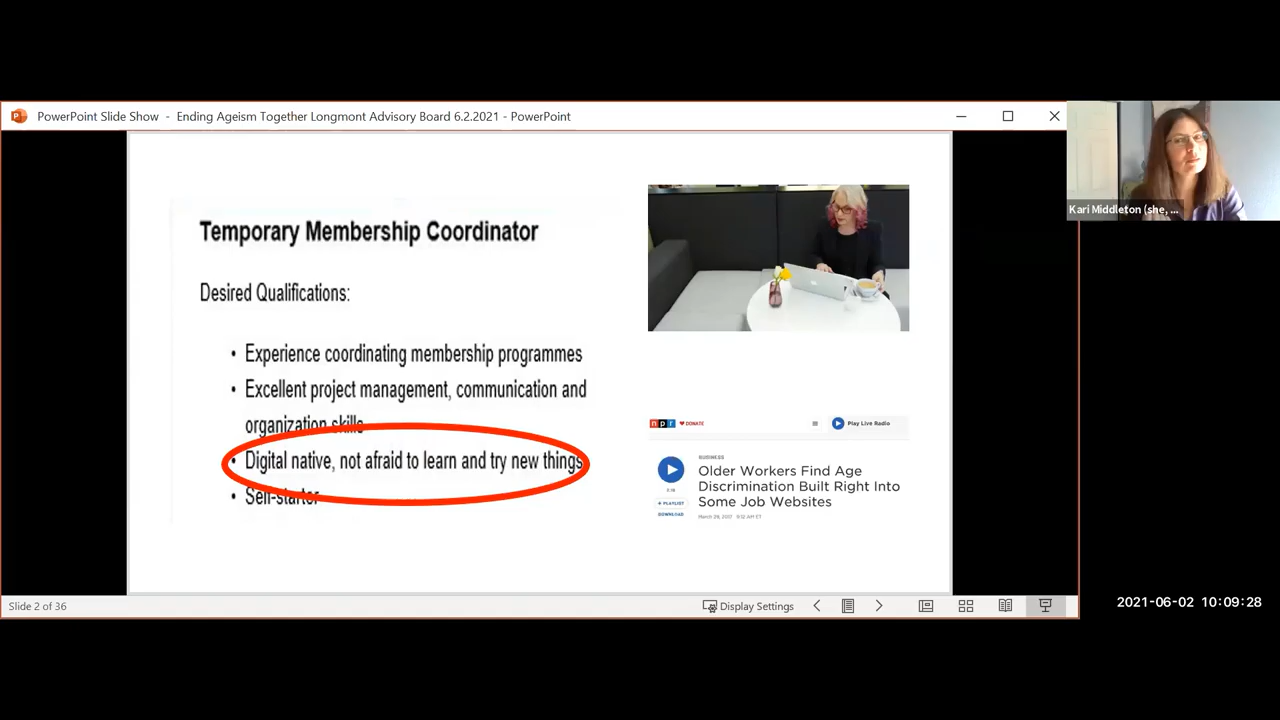 PowerPoint Slide Show - Ending Ageism Together Longmont Advisory Board 6.2.2021 - PowerPoint
Kari Middleton (she, ...
Temporary Membership Coordinator
Desired Qualifications:
• Experience coordinating membership programmes
• Excellent project management, communication and
organization skills
• Digital native, not afraid to learn and try new things
• Self-starter
npr
DONATE
Play Live Radio
BUSINESS
Older Workers Find Age
Discrimination Built Right Into
Some Job Websites
+ PLAYLIST
DOWNLOAD
Slide 2 of 36
Display Settings
2021-06-02 10:09:28